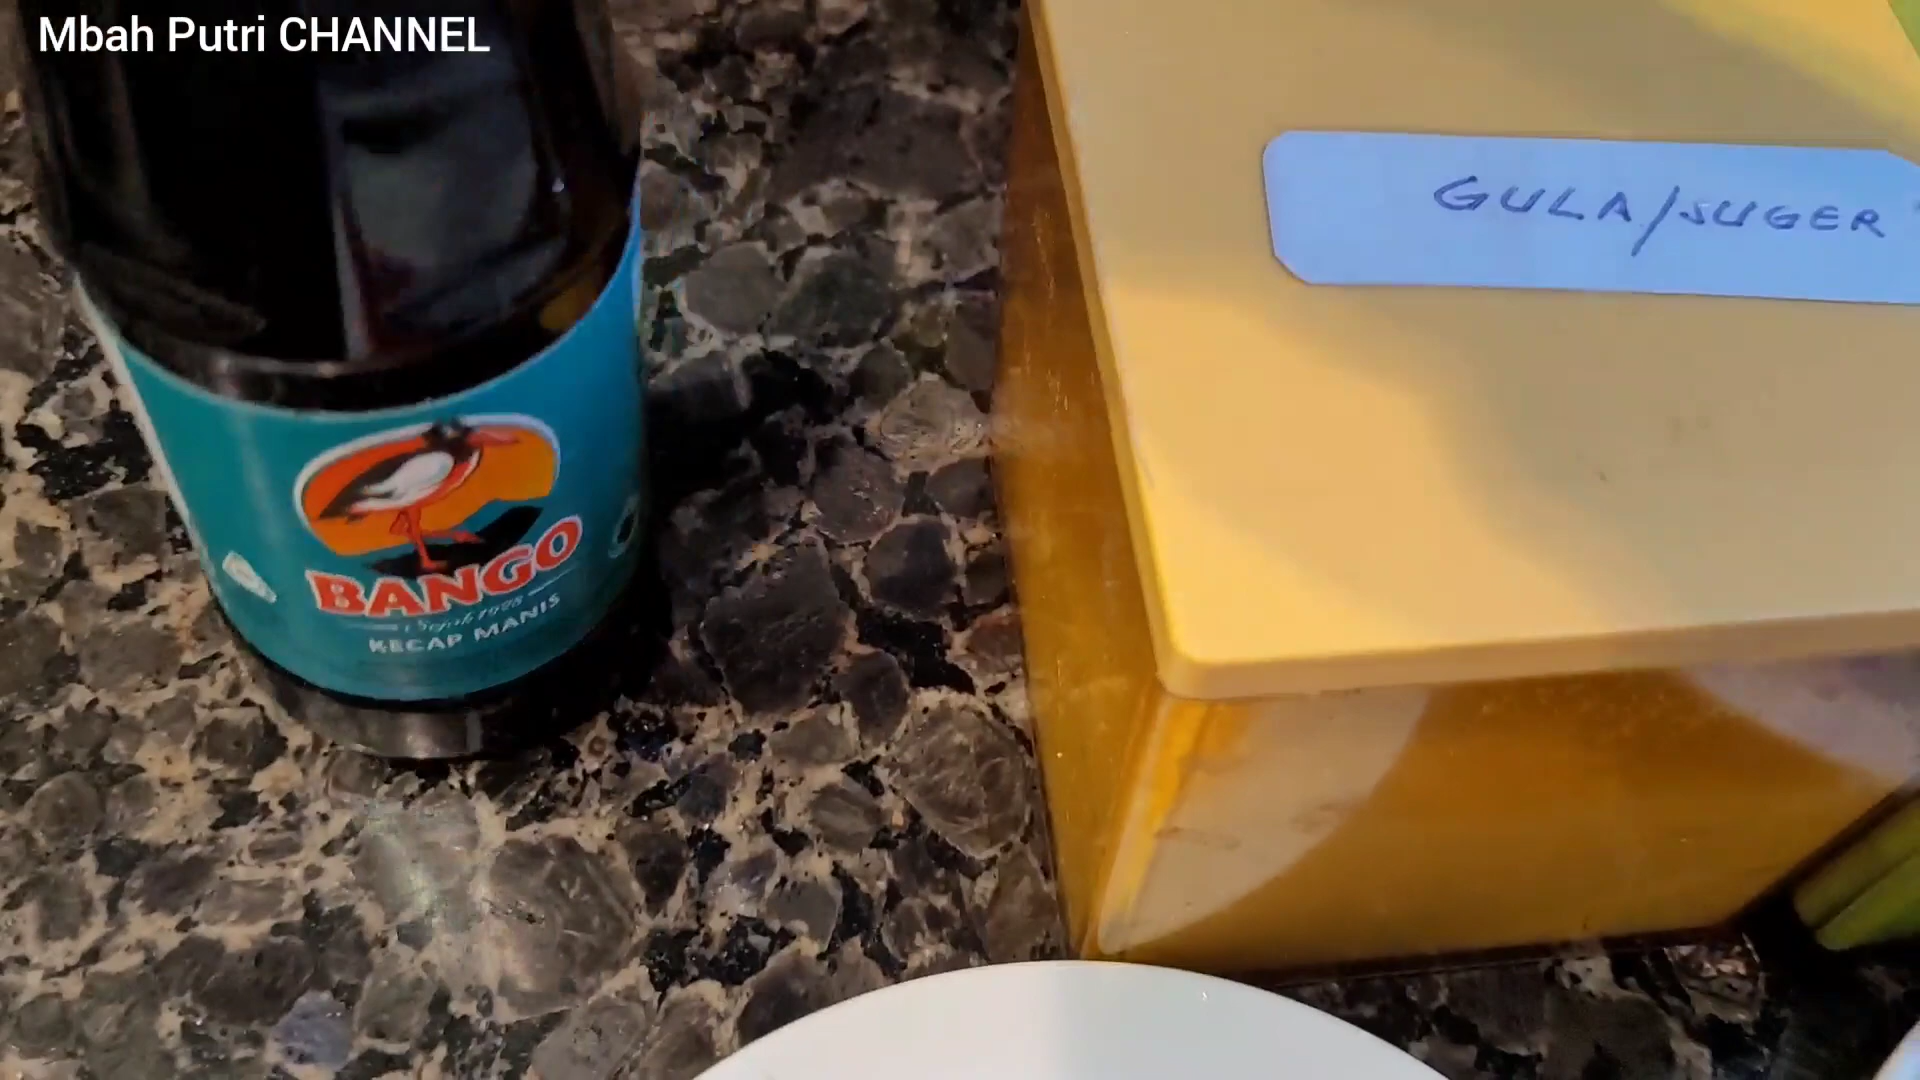 Mbah Putri CHANNEL
GULA/SUGER
BANGO
Sejak 1928
KECAP MANIS